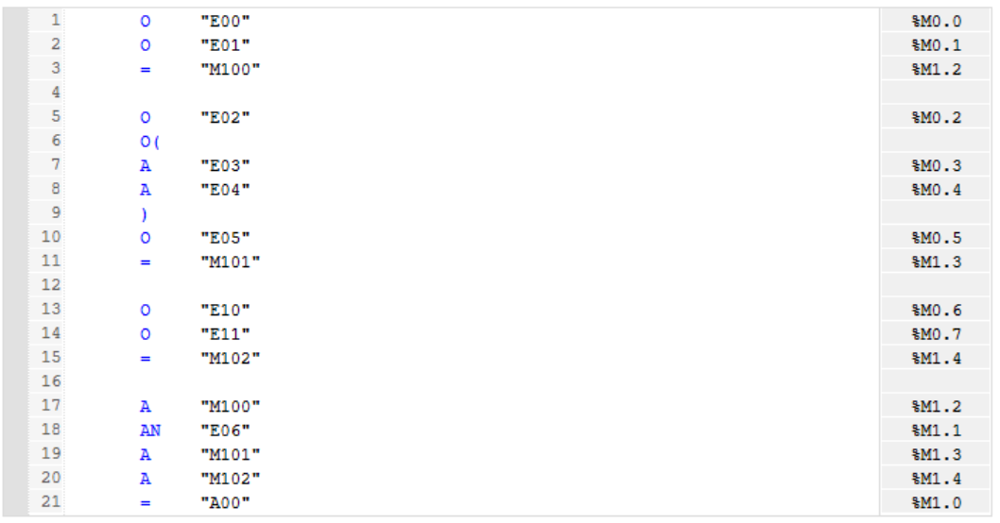 1 O "E00" %M0.0
2 O "E01" %M0.1
3 = "M100" %M1.2
4
5 O "E02" %M0.2
6 O(
7 A "E03" %M0.3
8 A "E04" %M0.4
9 )
10 O "E05" %M0.5
11 = "M101" %M1.3
12
13 O "E10" %M0.6
14 O "E11" %M0.7
15 = "M102" %M1.4
16
17 A "M100" %M1.2
18 AN "E06" %M1.1
19 A "M101" %M1.3
20 A "M102" %M1.4
21 = "A00" %M1.0